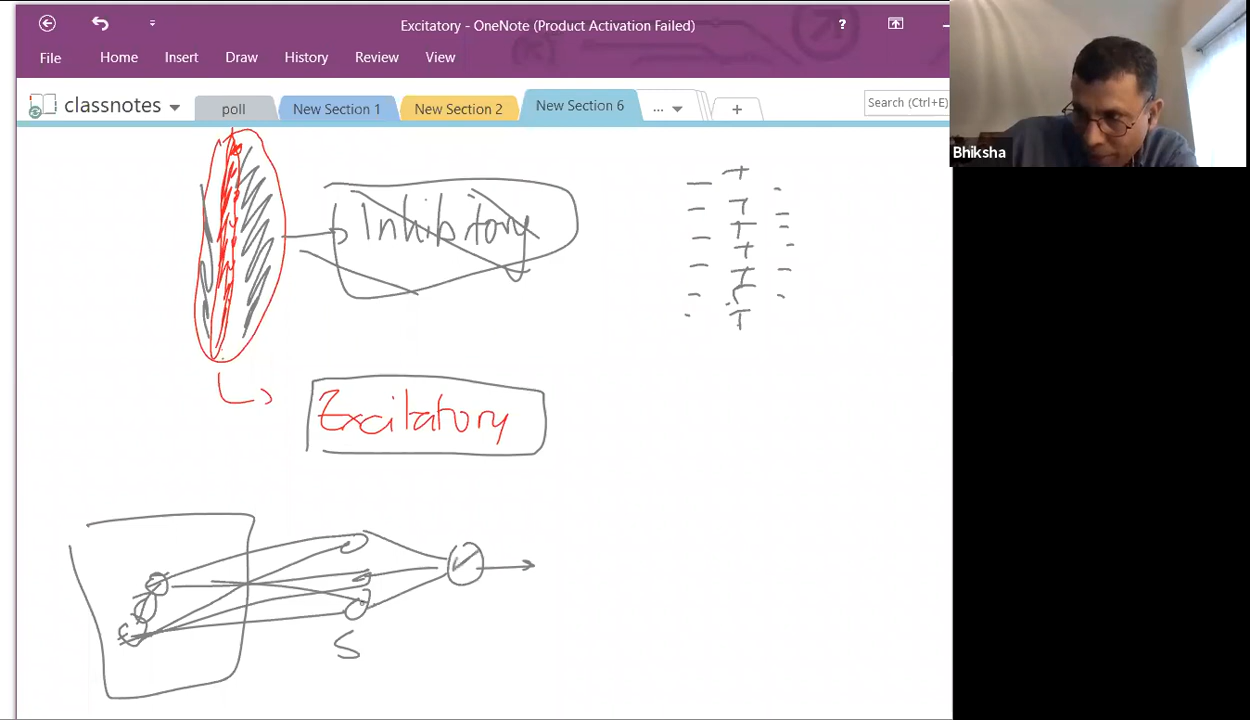 Excitatory - OneNote (Product Activation Failed)
?
File Home Insert Draw History Review View
classnotes poll New Section 1 New Section 2 New Section 6 ... + Search (Ctrl+E)
Bhiksha
Inhibitory
- +
- + -
- + -
- + -
- + -
-
- +
Excitatory
S